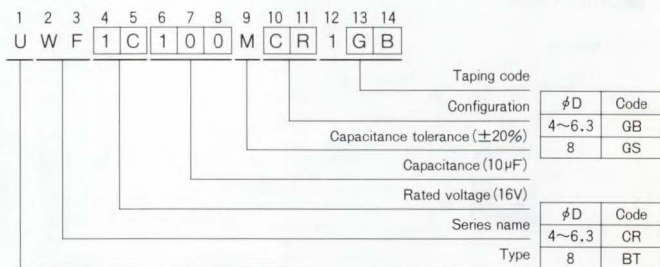 1 2 3 4 5 6 7 8 9 10 11 12 13 14
U W F 1 C 1 0 0 M C R 1 G B
Taping code
Configuration
Capacitance tolerance (±20%)
Capacitance (10µF)
Rated voltage (16V)
Series name
Type
φD Code
4~6.3 GB
8 GS
φD Code
4~6.3 CR
8 BT